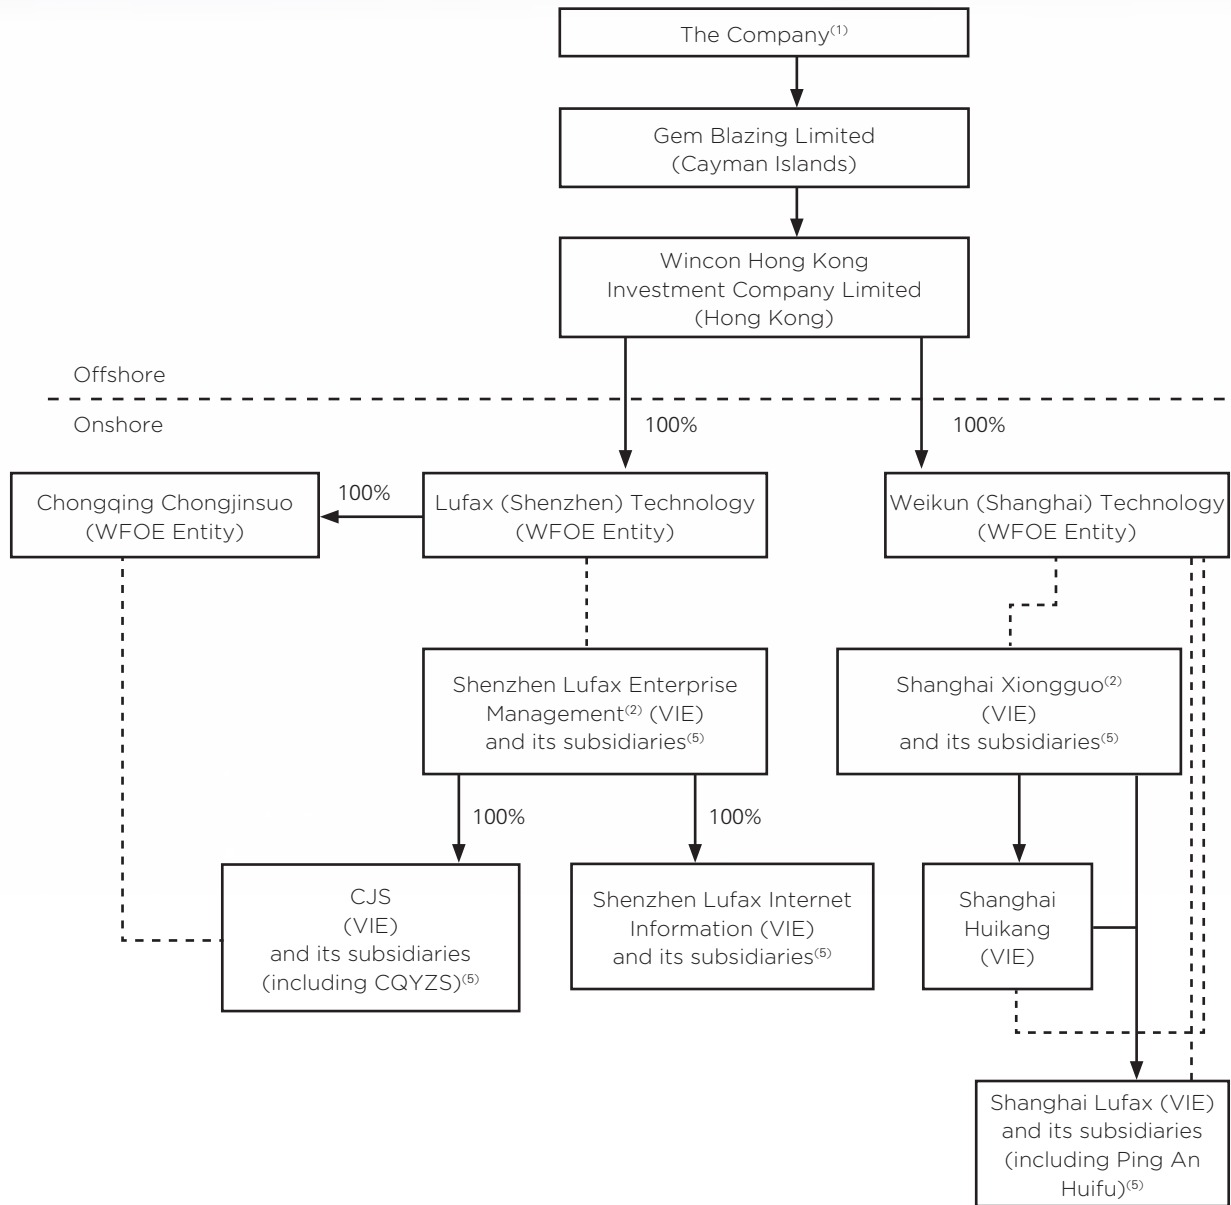 The Company(1)
Gem Blazing Limited
(Cayman Islands)
Wincon Hong Kong
Investment Company Limited
(Hong Kong)
Offshore
Onshore
100%
100%
Chongqing Chongjinsuo
(WFOE Entity)
100%
Lufax (Shenzhen) Technology
(WFOE Entity)
Weikun (Shanghai) Technology
(WFOE Entity)
Shenzhen Lufax Enterprise
Management(2) (VIE)
and its subsidiaries(5)
Shanghai Xiongguo(2)
(VIE)
and its subsidiaries(5)
100%
100%
CJS
(VIE)
and its subsidiaries
(including CQYZS)(5)
Shenzhen Lufax Internet
Information (VIE)
and its subsidiaries(5)
Shanghai
Huikang
(VIE)
Shanghai Lufax (VIE)
and its subsidiaries
(including Ping An
Huifu)(5)